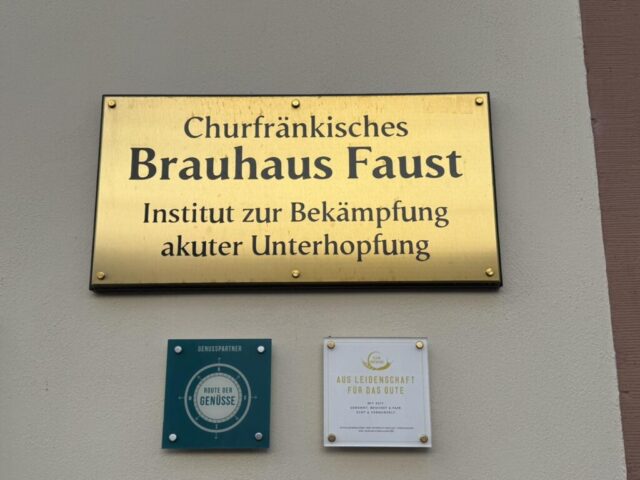 Churfränkisches
Brauhaus Faust
Institut zur Bekämpfung
akuter Unterhopfung
GENUSSPARTNER
ROUTE DER
GENÜSSE
AUS LEIDENSCHAFT
FÜR DAS GUTE